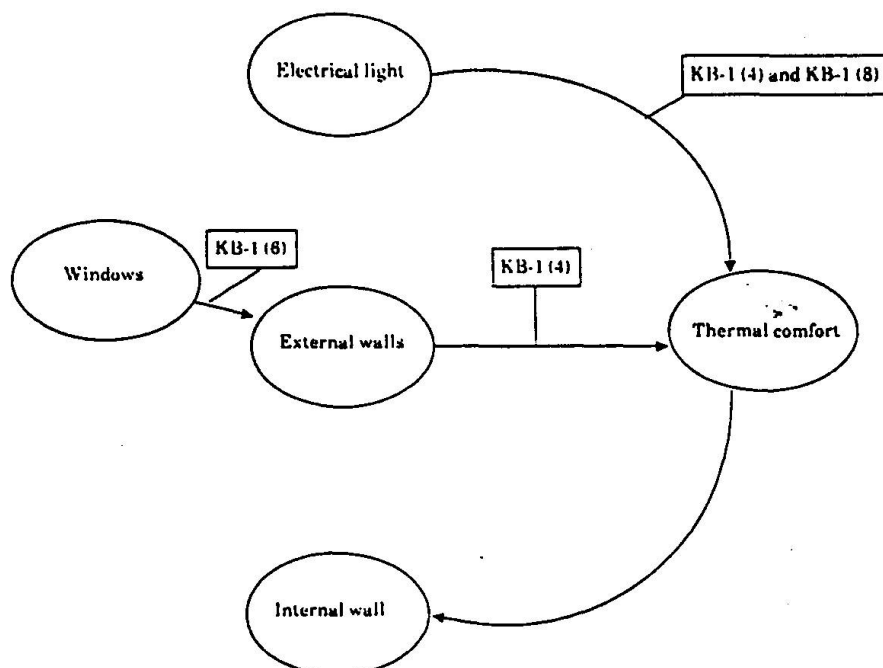 Electrical light
KB-1 (4) and KB-1 (8)
KB-1 (6)
Windows
KB-1 (4)
External walls
Thermal comfort
Internal wall